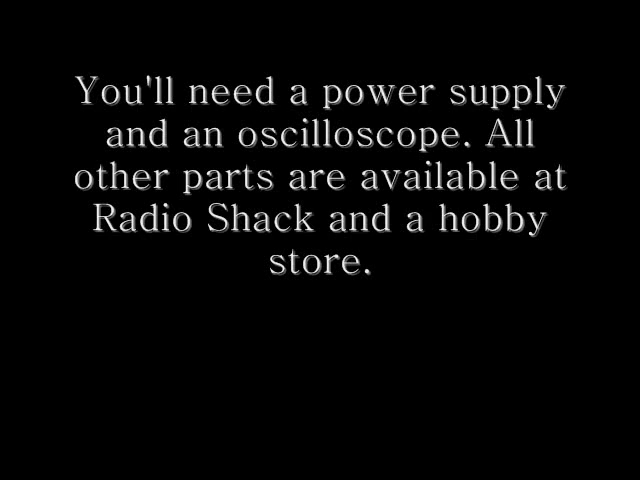 You'll need a power supply
and an oscilloscope. All
other parts are available at
Radio Shack and a hobby
store.